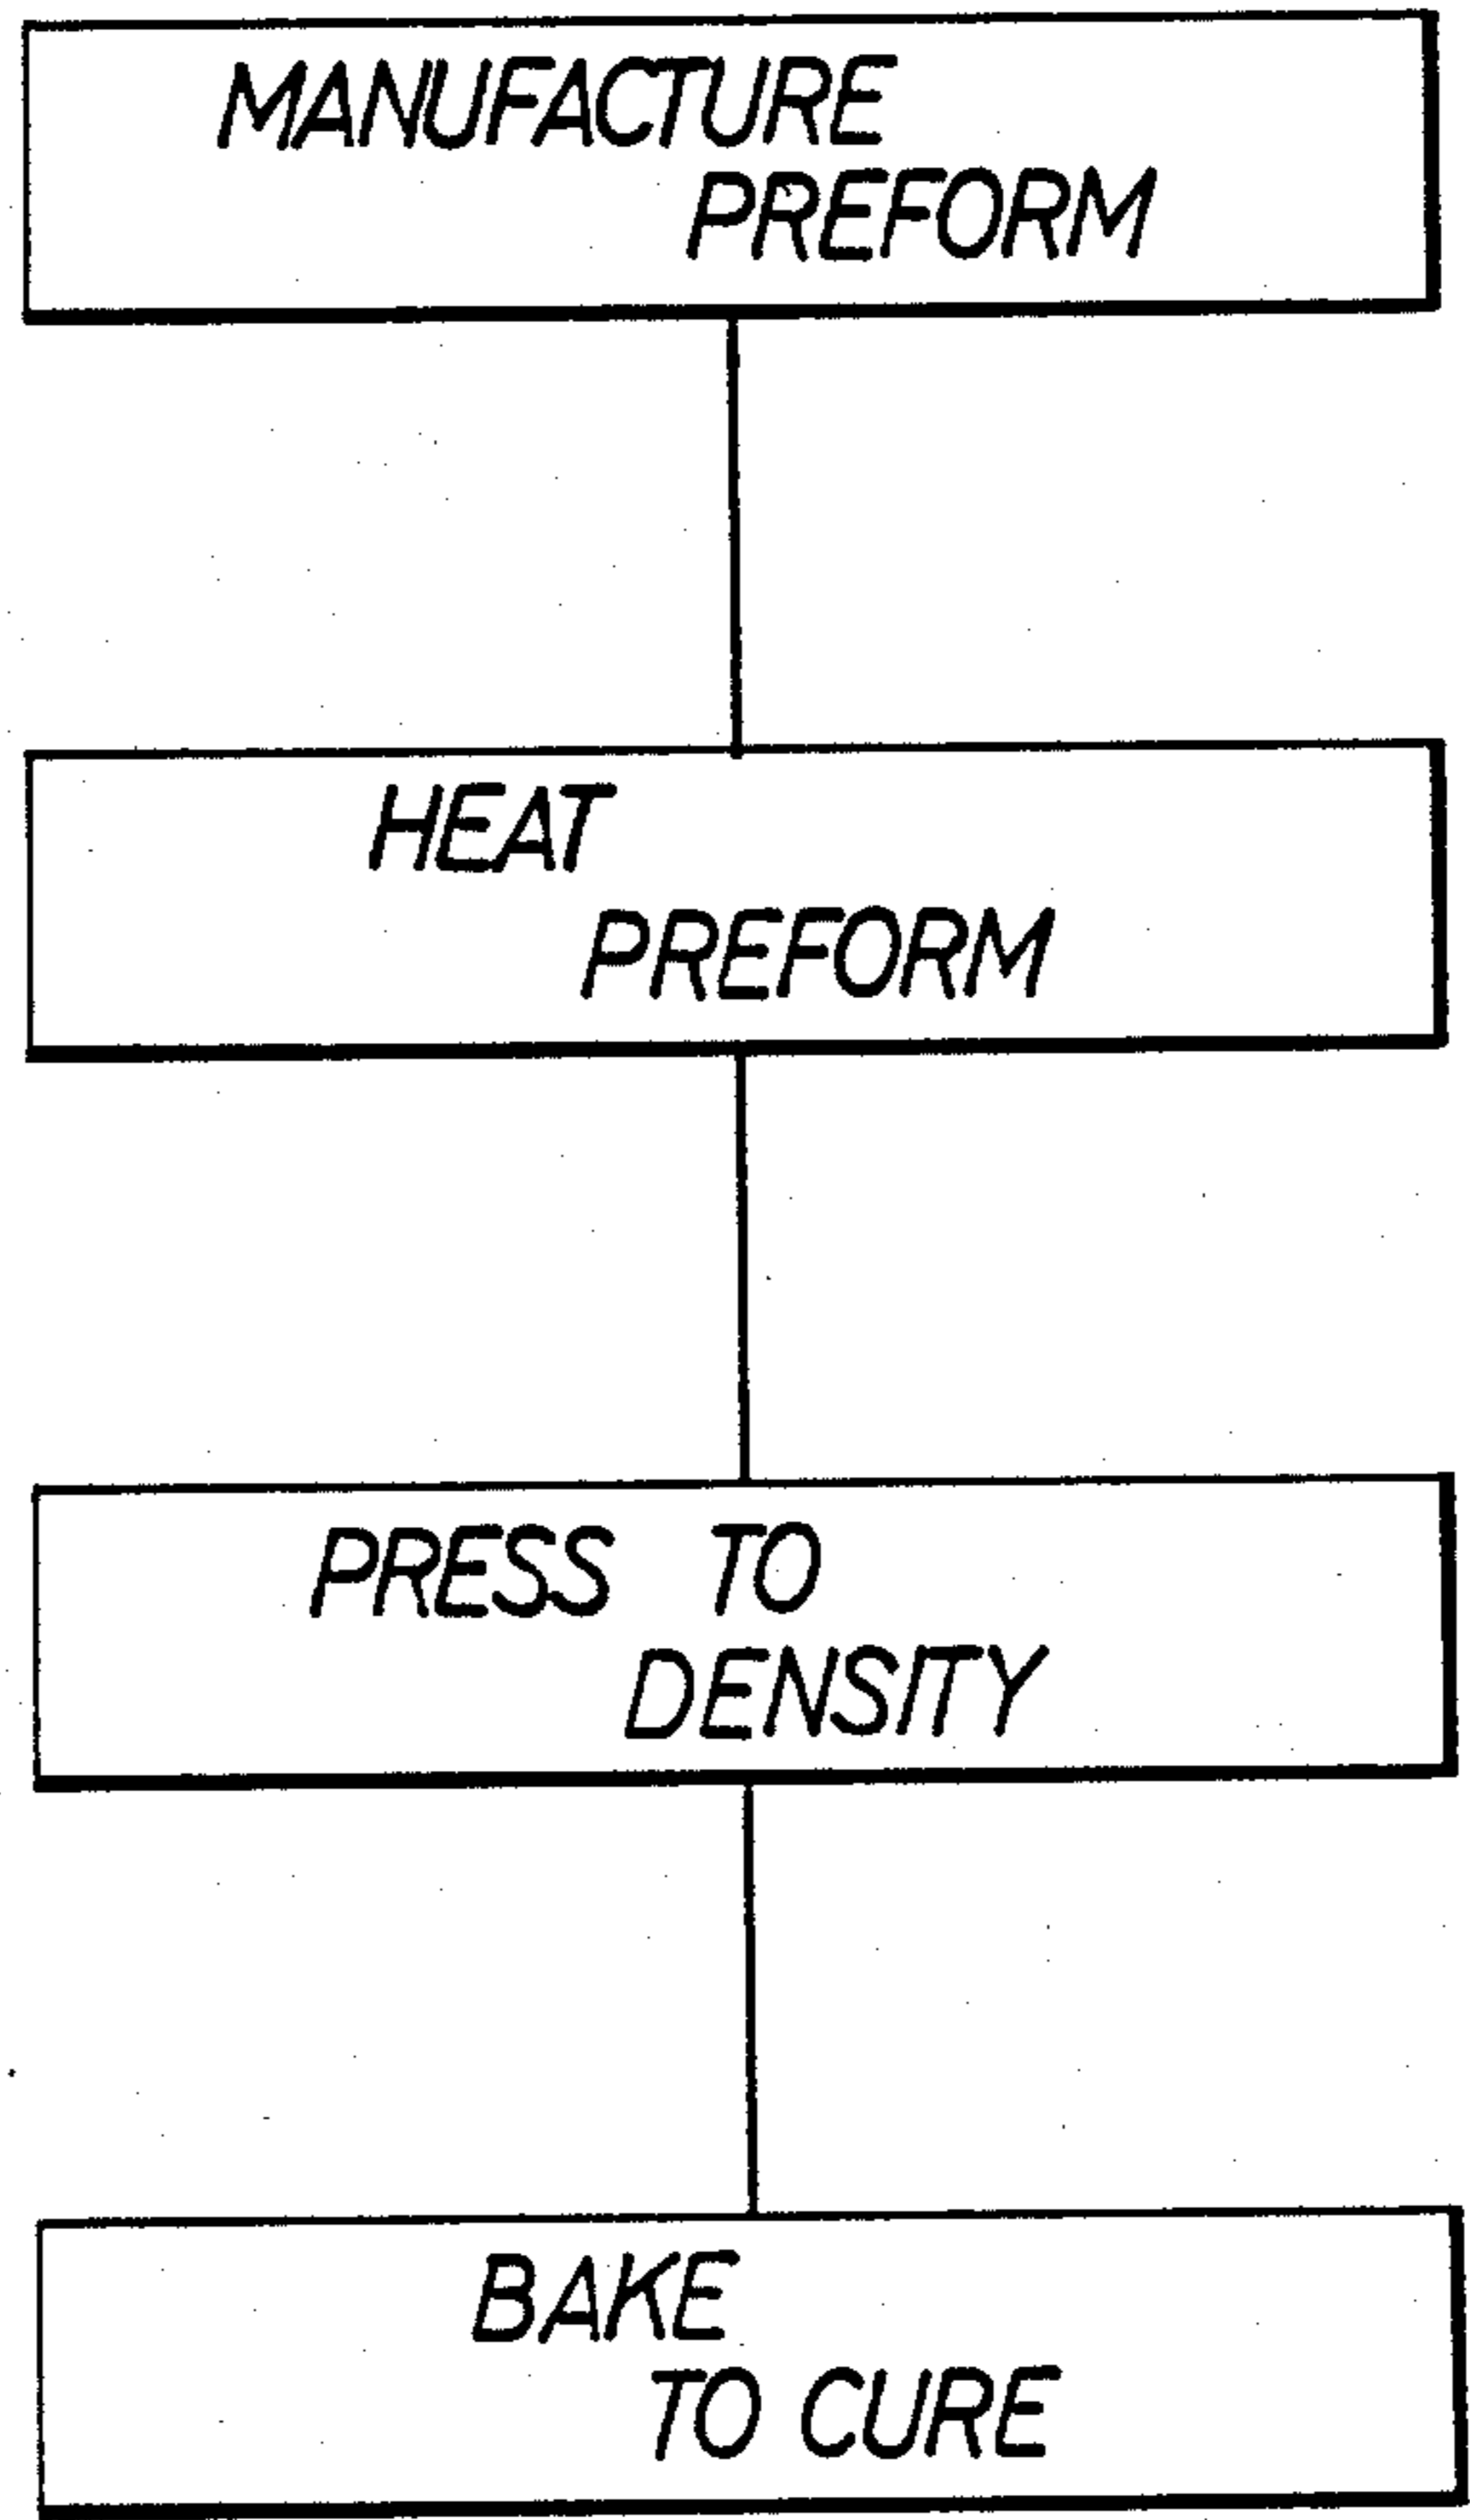 MANUFACTURE
PREFORM
HEAT
PREFORM
PRESS TO
DENSITY
BAKE
TO CURE